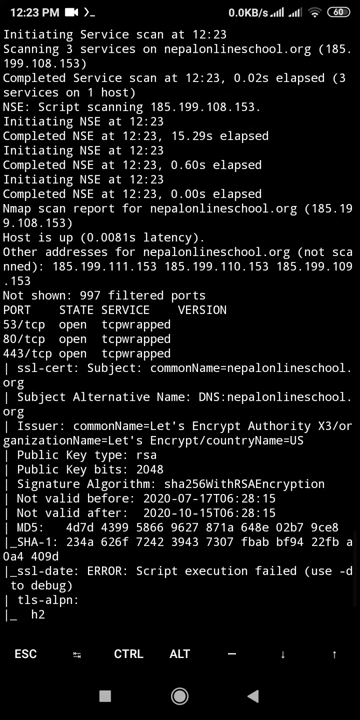 12:23 PM 0.0KB/s 60
Initiating Service scan at 12:23
Scanning 3 services on nepalonlineschool.org (185.
199.108.153)
Completed Service scan at 12:23, 0.02s elapsed (3
services on 1 host)
NSE: Script scanning 185.199.108.153.
Initiating NSE at 12:23
Completed NSE at 12:23, 15.29s elapsed
Initiating NSE at 12:23
Completed NSE at 12:23, 0.60s elapsed
Initiating NSE at 12:23
Completed NSE at 12:23, 0.00s elapsed
Nmap scan report for nepalonlineschool.org (185.19
9.108.153)
Host is up (0.0081s latency).
Other addresses for nepalonlineschool.org (not sca
nned): 185.199.111.153 185.199.110.153 185.199.109
.153
Not shown: 997 filtered ports
PORT    STATE SERVICE    VERSION
53/tcp  open  tcpwrapped
80/tcp  open  tcpwrapped
443/tcp open  tcpwrapped
| ssl-cert: Subject: commonName=nepalonlineschool.
org
| Subject Alternative Name: DNS:nepalonlineschool.
org
| Issuer: commonName=Let's Encrypt Authority X3/or
ganizationName=Let's Encrypt/countryName=US
| Public Key type: rsa
| Public Key bits: 2048
| Signature Algorithm: sha256WithRSAEncryption
| Not valid before: 2020-07-17T06:28:15
| Not valid after:  2020-10-15T06:28:15
| MD5:   4d7d 4399 5866 9627 871a 648e 02b7 9ce8
|_SHA-1: 234a 626f 7242 3943 7307 fbab bf94 22fb a
0a4 409d
|_ssl-date: ERROR: Script execution failed (use -d
to debug)
| tls-alpn:
|_  h2
ESC CTRL ALT — ↓ ↑